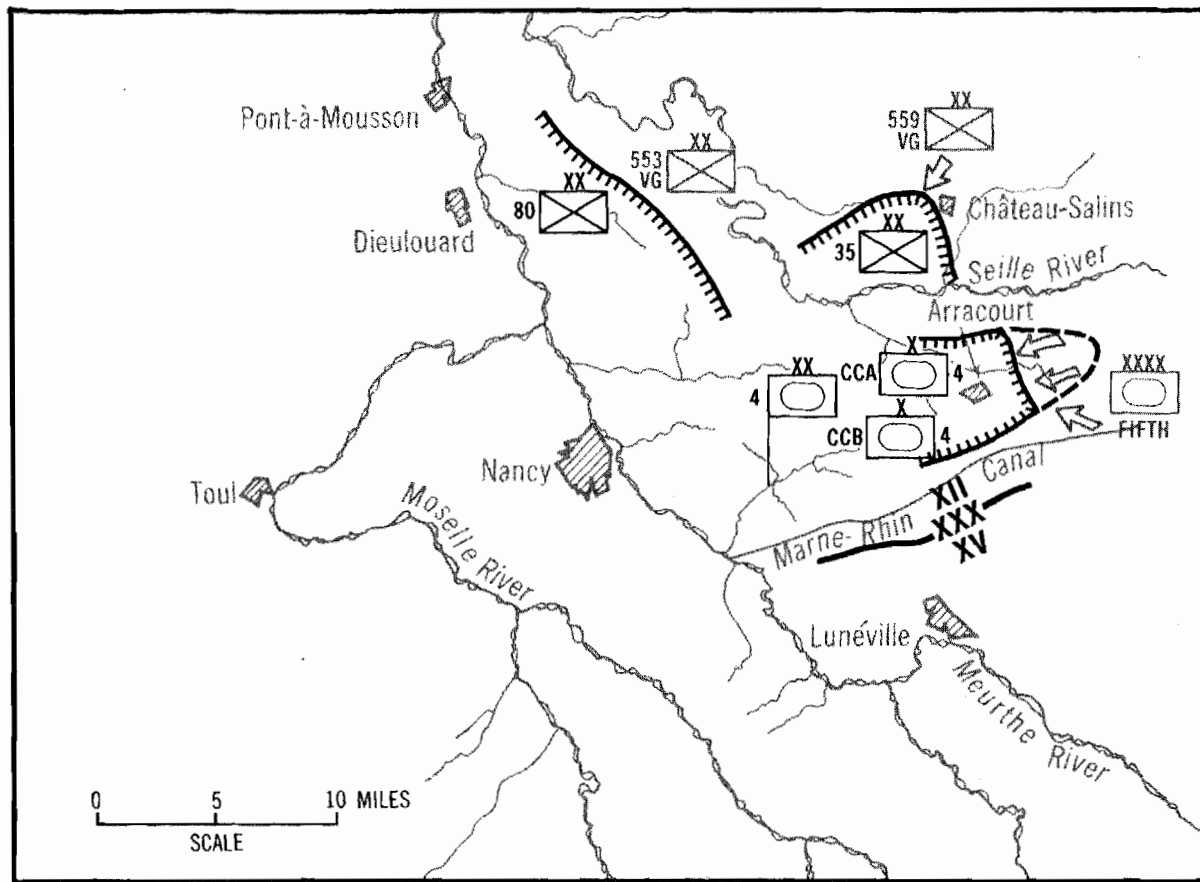 Pont-à-Mousson
XX
559
VG
XX
553
VG
XX
80
Dieulouard
Château-Salins
XX
35
Seille River
Arracourt
X
CCA 4
XX
4
X
CCB 4
XXXX
FIFTH
Nancy
Toul
Canal
XII
Marne-Rhin
XXX
XV
Moselle River
Lunéville
Meurthe River
0 5 10 MILES
SCALE